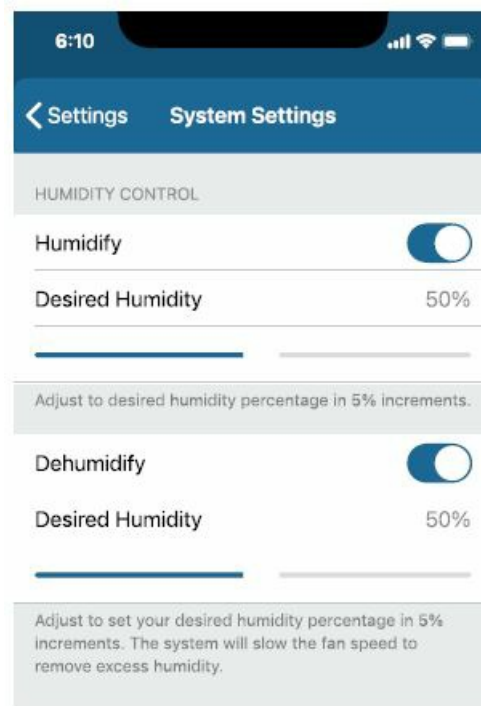 6:10
Settings System Settings
HUMIDITY CONTROL
Humidify
Desired Humidity 50%
Adjust to desired humidity percentage in 5% increments.
Dehumidify
Desired Humidity 50%
Adjust to set your desired humidity percentage in 5%
increments. The system will slow the fan speed to
remove excess humidity.